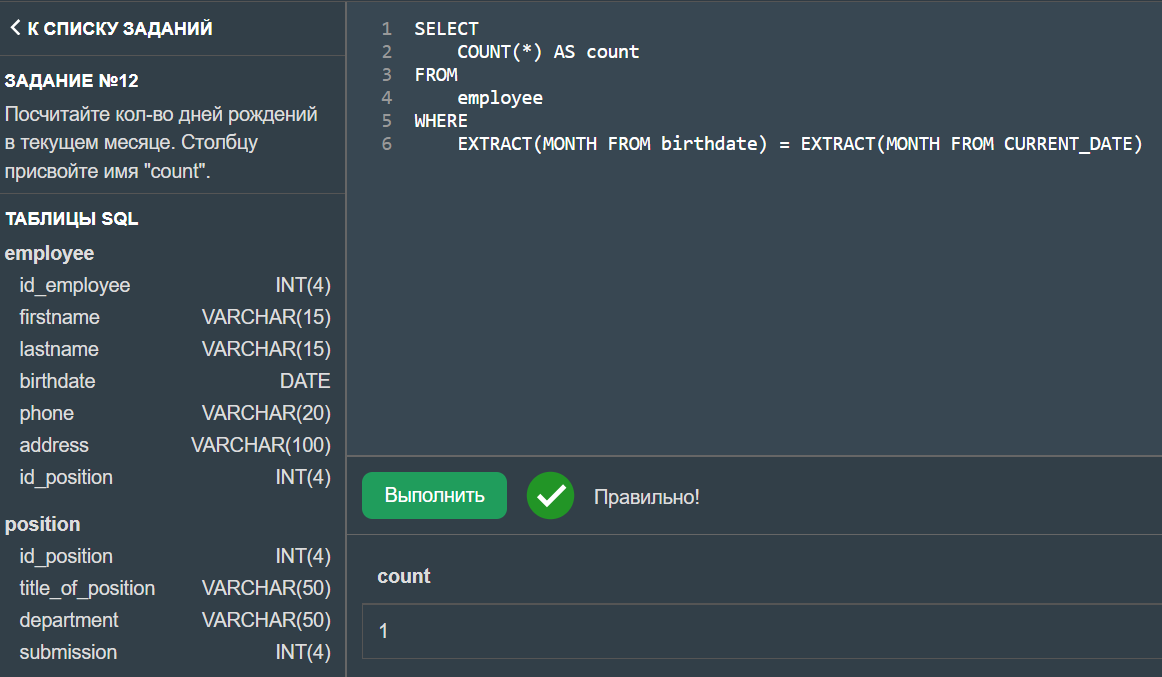 К СПИСКУ ЗАДАНИЙ
ЗАДАНИЕ №12
Посчитайте кол-во дней рождений
в текущем месяце. Столбцу
присвойте имя "count".
ТАБЛИЦЫ SQL
employee
id_employee INT(4)
firstname VARCHAR(15)
lastname VARCHAR(15)
birthdate DATE
phone VARCHAR(20)
address VARCHAR(100)
id_position INT(4)
position
id_position INT(4)
title_of_position VARCHAR(50)
department VARCHAR(50)
submission INT(4)
1 SELECT
2 COUNT(*) AS count
3 FROM
4 employee
5 WHERE
6 EXTRACT(MONTH FROM birthdate) = EXTRACT(MONTH FROM CURRENT_DATE)
Выполнить Правильно!
count
1